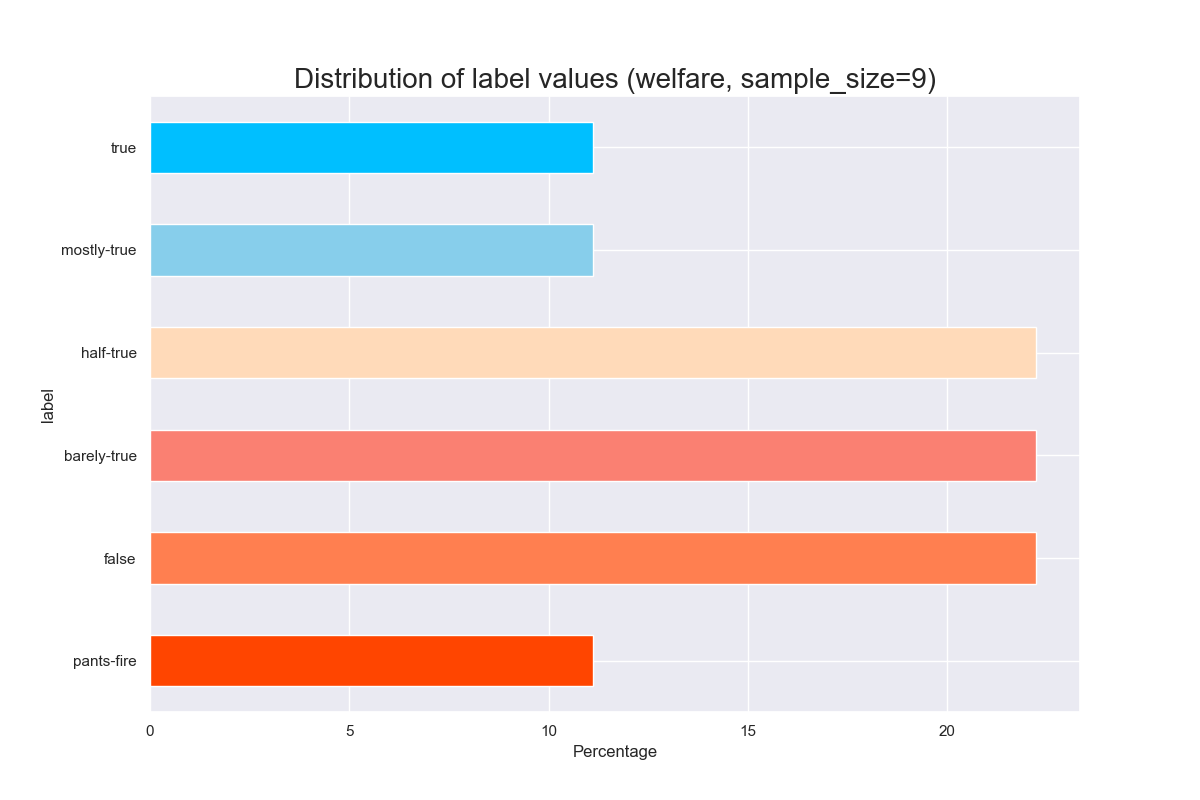 Distribution of label values (welfare, sample_size=9)
true
mostly-true
half-true
barely-true
false
pants-fire
label
0 5 10 15 20
Percentage